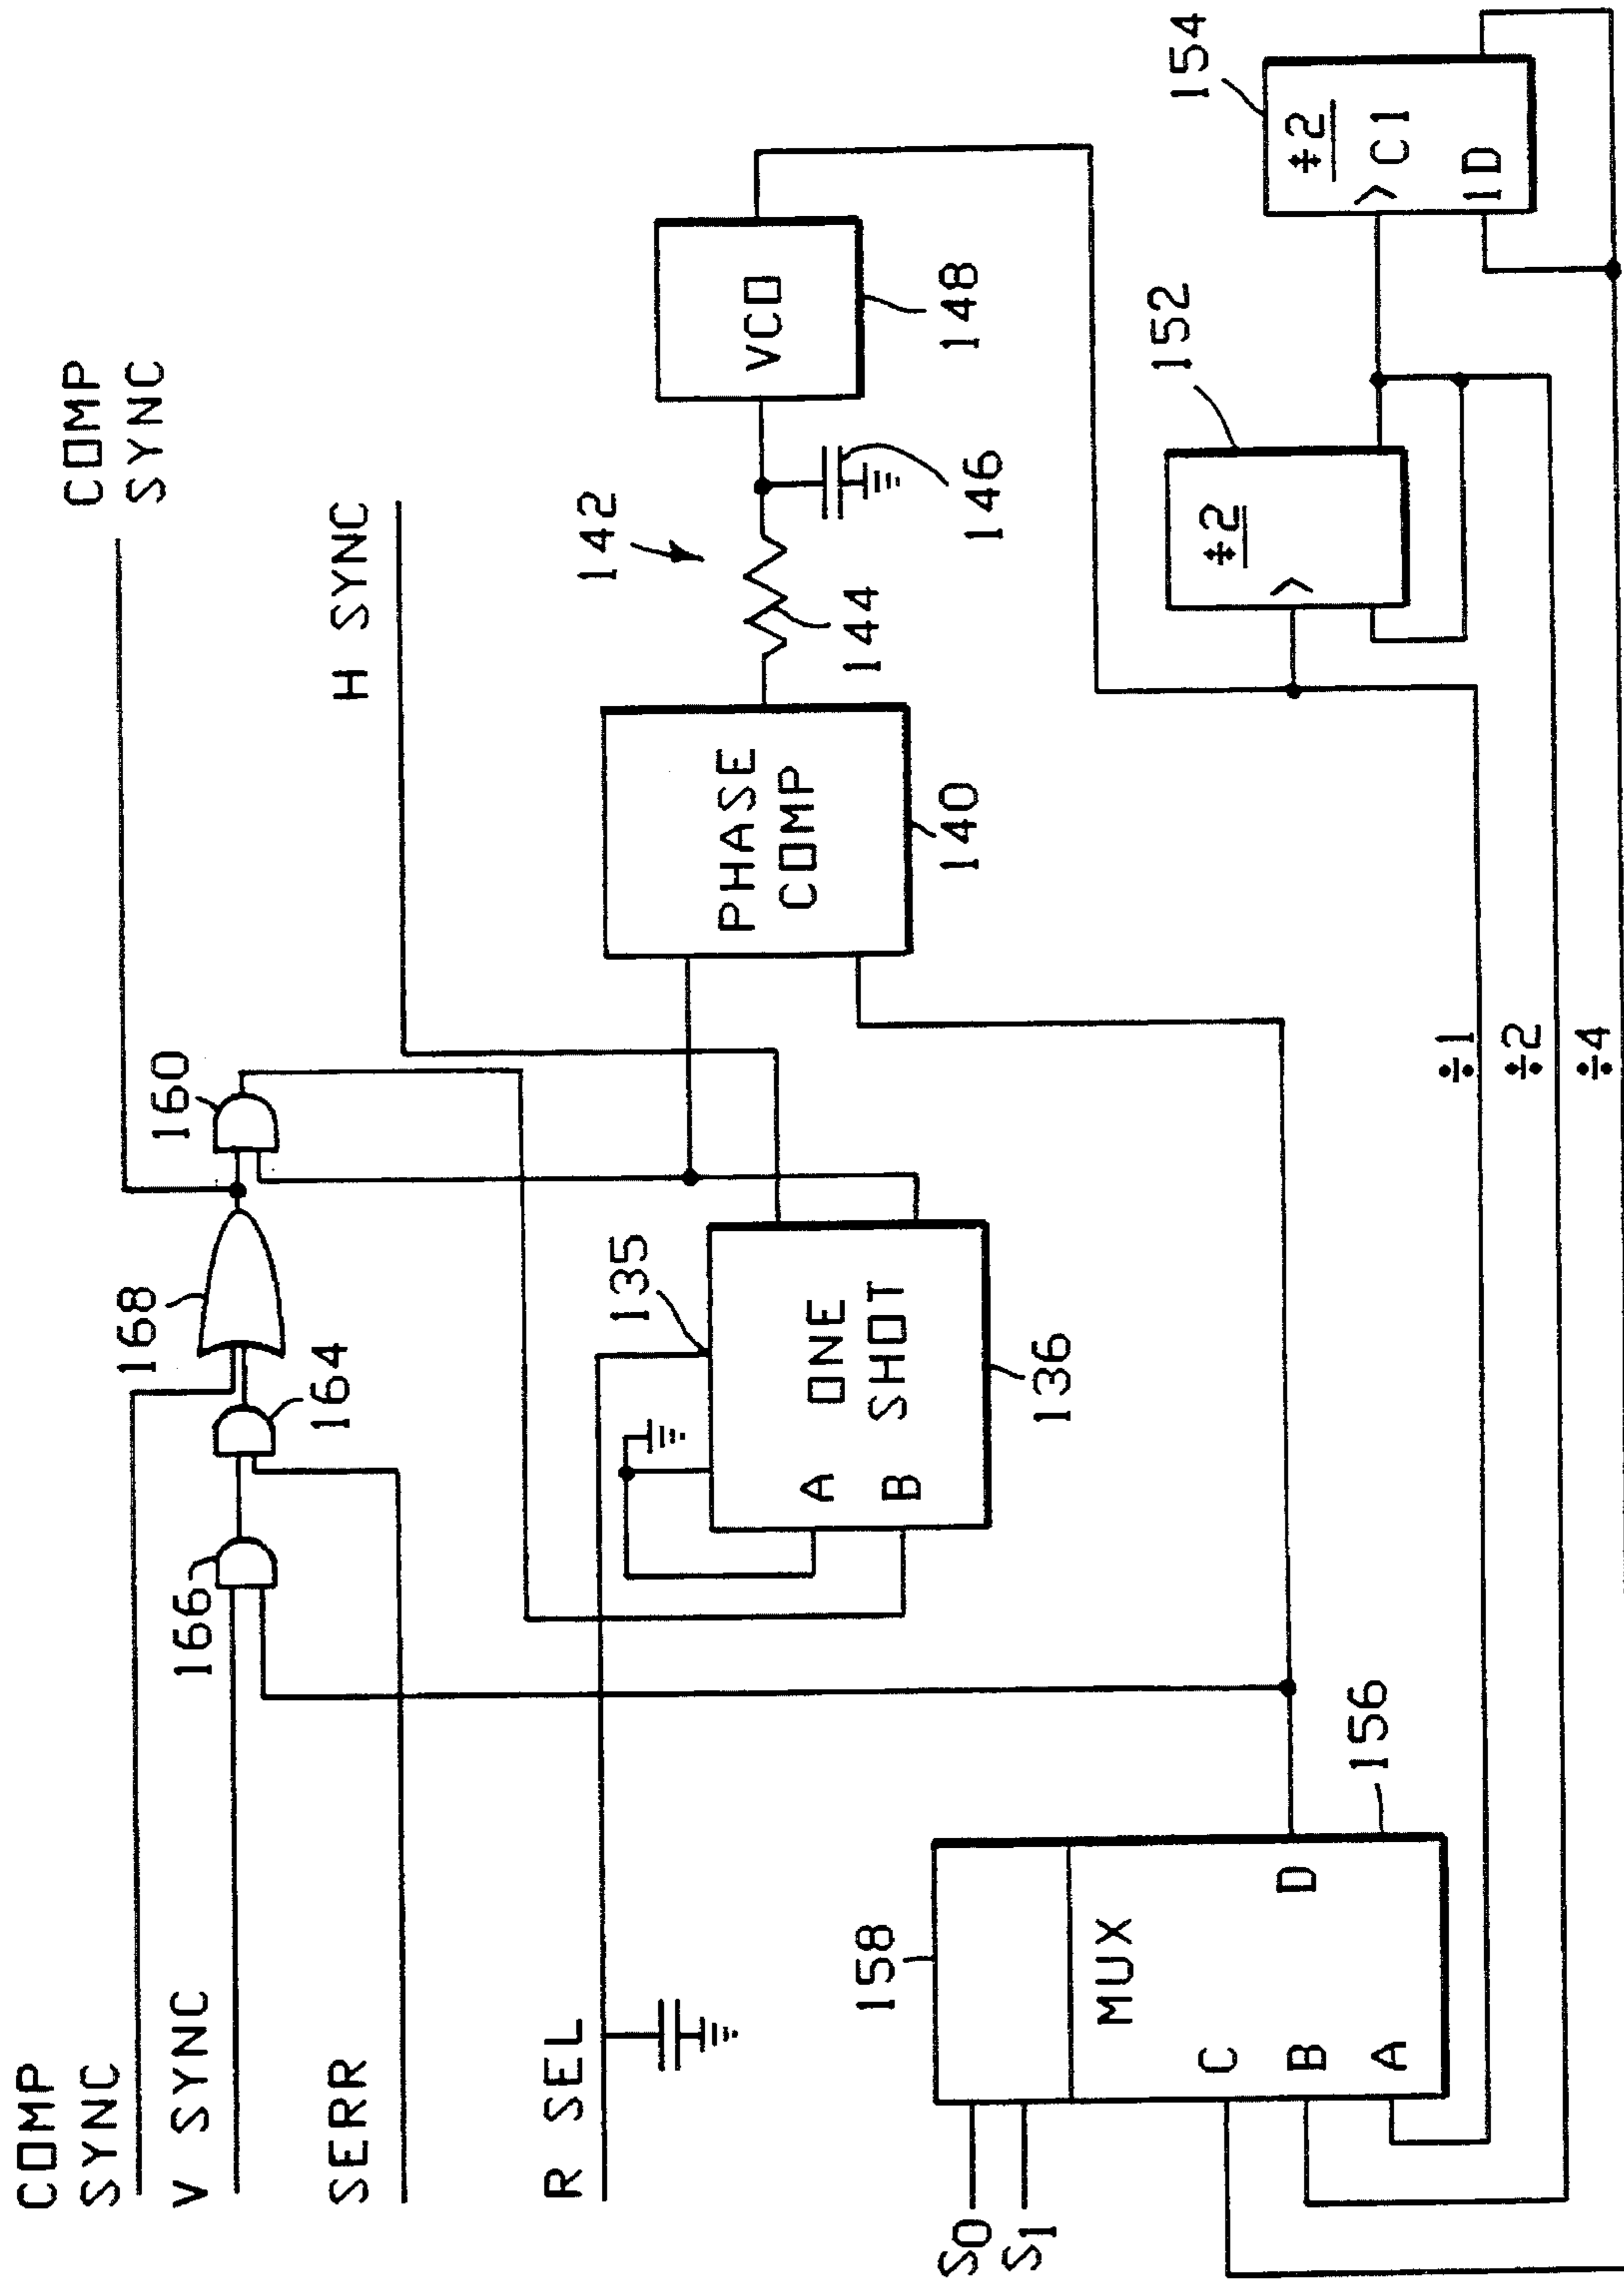 COMP
SYNC
V SYNC
SERR
R SEL
S0
S1
166
164
168
160
COMP
SYNC
H SYNC
135
ONE
SHOT
A
B
136
PHASE
COMP
140
142
144
146
VCO
148
158
MUX
C
B
A
D
156
÷1
÷2
÷4
÷2
152
÷2
C1
1D
154